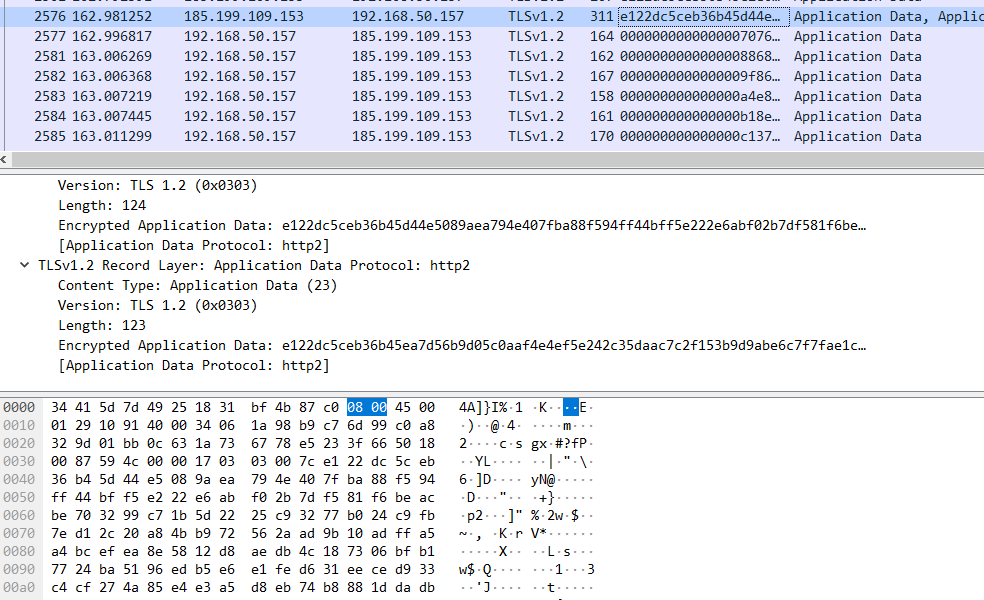 2576 162.981252 185.199.109.153 192.168.50.157 TLSv1.2 311 e122dc5ceb36b45d44e… Application Data, Applic
2577 162.996817 192.168.50.157 185.199.109.153 TLSv1.2 164 00000000000000007076… Application Data
2581 163.006269 192.168.50.157 185.199.109.153 TLSv1.2 162 00000000000000008868… Application Data
2582 163.006368 192.168.50.157 185.199.109.153 TLSv1.2 167 00000000000000009f86… Application Data
2583 163.007219 192.168.50.157 185.199.109.153 TLSv1.2 158 0000000000000000a4e8… Application Data
2584 163.007445 192.168.50.157 185.199.109.153 TLSv1.2 161 0000000000000000b18e… Application Data
2585 163.011299 192.168.50.157 185.199.109.153 TLSv1.2 170 0000000000000000c137… Application Data
Version: TLS 1.2 (0x0303)
Length: 124
Encrypted Application Data: e122dc5ceb36b45d44e5089aea794e407fba88f594ff44bff5e222e6abf02b7df581f6be…
[Application Data Protocol: http2]
TLSv1.2 Record Layer: Application Data Protocol: http2
Content Type: Application Data (23)
Version: TLS 1.2 (0x0303)
Length: 123
Encrypted Application Data: e122dc5ceb36b45ea7d56b9d05c0aaf4e4ef5e242c35daac7c2f153b9d9abe6c7f7fae1c…
[Application Data Protocol: http2]
0000 34 41 5d 7d 49 25 18 31 bf 4b 87 c0 08 00 45 00 4A]}I%·1 ·K····E·
0010 01 29 10 91 40 00 34 06 1a 98 b9 c7 6d 99 c0 a8 ·)··@·4· ····m···
0020 32 9d 01 bb 0c 63 1a 73 67 78 e5 23 3f 66 50 18 2····c·s gx·#?fP·
0030 00 87 59 4c 00 00 17 03 03 00 7c e1 22 dc 5c eb ··YL···· ··|·"·\·
0040 36 b4 5d 44 e5 08 9a ea 79 4e 40 7f ba 88 f5 94 6·]D···· yN@·····
0050 ff 44 bf f5 e2 22 e6 ab f0 2b 7d f5 81 f6 be ac ·D···"·· ·+}·····
0060 be 70 32 99 c7 1b 5d 22 25 c9 32 77 b0 24 c9 fb ·p2···]" %·2w·$··
0070 7e d1 2c 20 a8 4b b9 72 56 2a ad 9b 10 ad ff a5 ~·, ·K·r V*······
0080 a4 bc ef ea 8e 58 12 d8 ae db 4c 18 73 06 bf b1 ·····X·· ··L·s···
0090 77 24 ba 51 96 ed b5 e6 e1 fe d6 31 ee ce d9 33 w$·Q···· ···1···3
00a0 c4 cf 27 4a 85 e4 e3 a5 d8 eb 74 b8 88 1d da db ··'J···· ··t·····